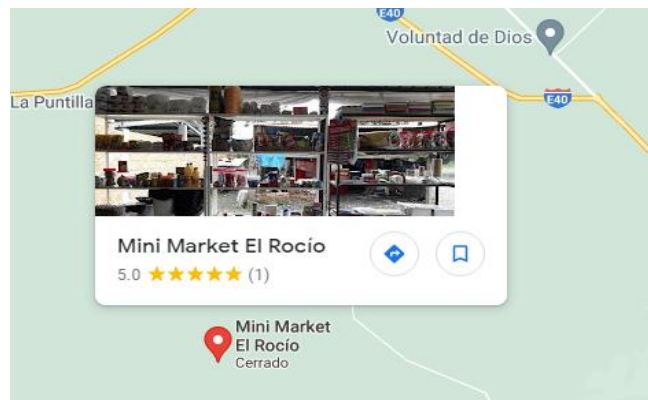 E40
Voluntad de Dios
La Puntilla
E40
Mini Market El Rocío
5.0 ★★★★★ (1)
Mini Market
El Rocío
Cerrado